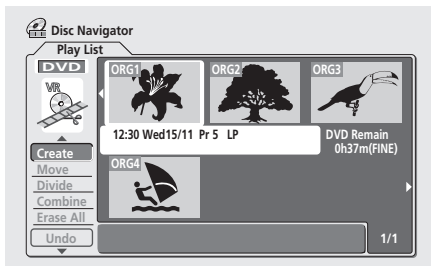 Disc Navigator
Play List
DVD
VR
ORG1
ORG2
ORG3
12:30 Wed15/11 Pr 5 LP
DVD Remain
0h37m(FINE)
ORG4
Create
Move
Divide
Combine
Erase All
Undo
1/1